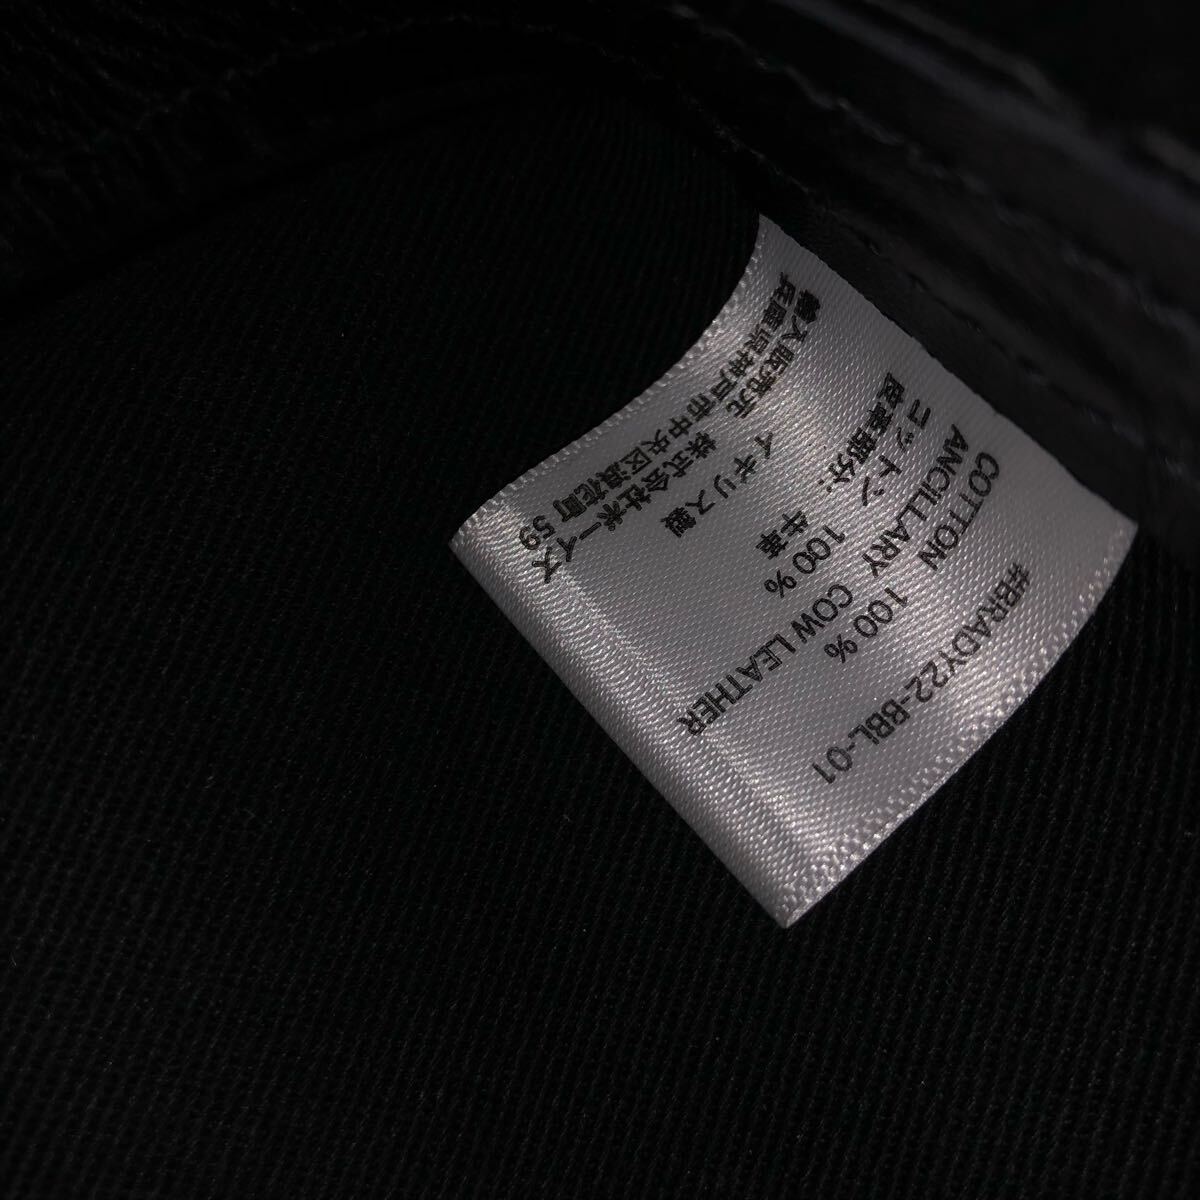 #BRADY22-BBL-01
COTTON 100%
ANCILLARY COW LEATHER
コットン 100%
皮革部分: 牛革
イギリス製
輸入販売元 株式会社ボーイズ
兵庫県神戸市中央区浪花町 59